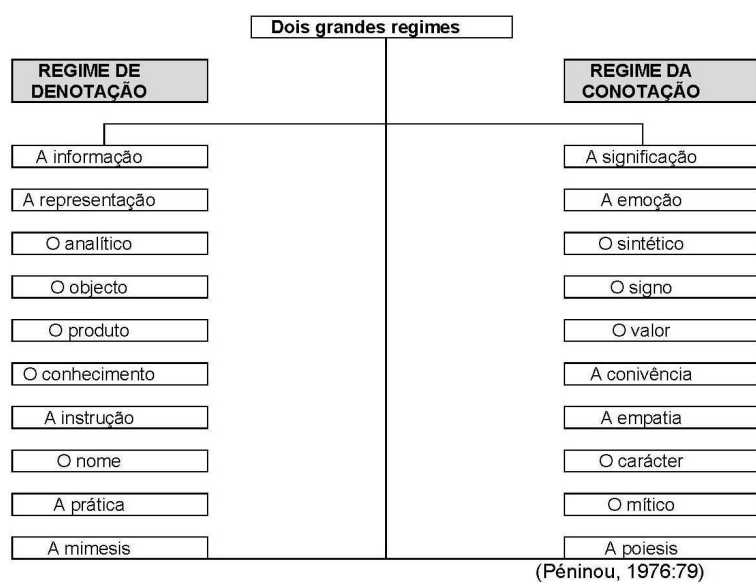 Dois grandes regimes
REGIME DE
DENOTAÇÃO
REGIME DA
CONOTAÇÃO
A informação
A significação
A representação
A emoção
O analítico
O sintético
O objecto
O signo
O produto
O valor
O conhecimento
A conivência
A instrução
A empatia
O nome
O carácter
A prática
O mítico
A mimesis
A poiesis
(Péninou, 1976:79)